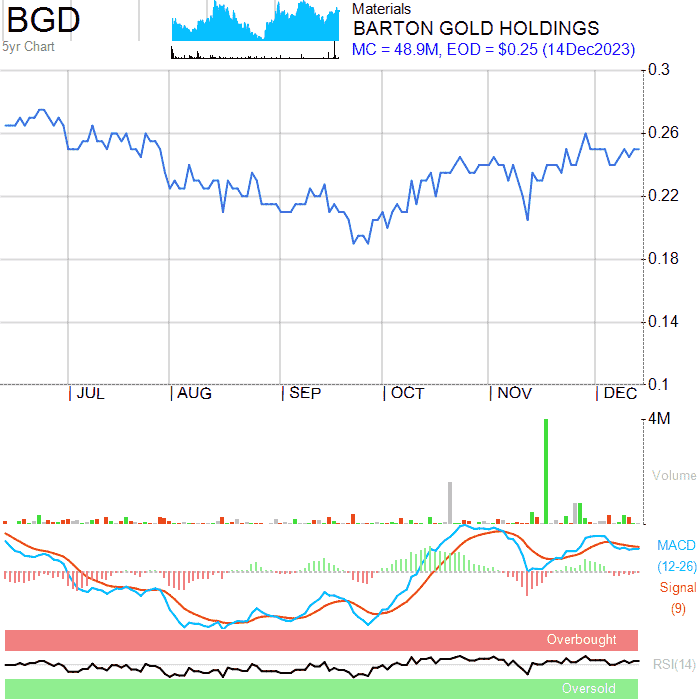 BGD
5yr Chart
Materials
BARTON GOLD HOLDINGS
MC = 48.9M, EOD = $0.25 (14Dec2023)
0.3
0.26
0.22
0.18
0.14
0.1
JUL AUG SEP OCT NOV DEC
4M
Volume
MACD
(12-26)
Signal
(9)
Overbought
RSI(14)
Oversold